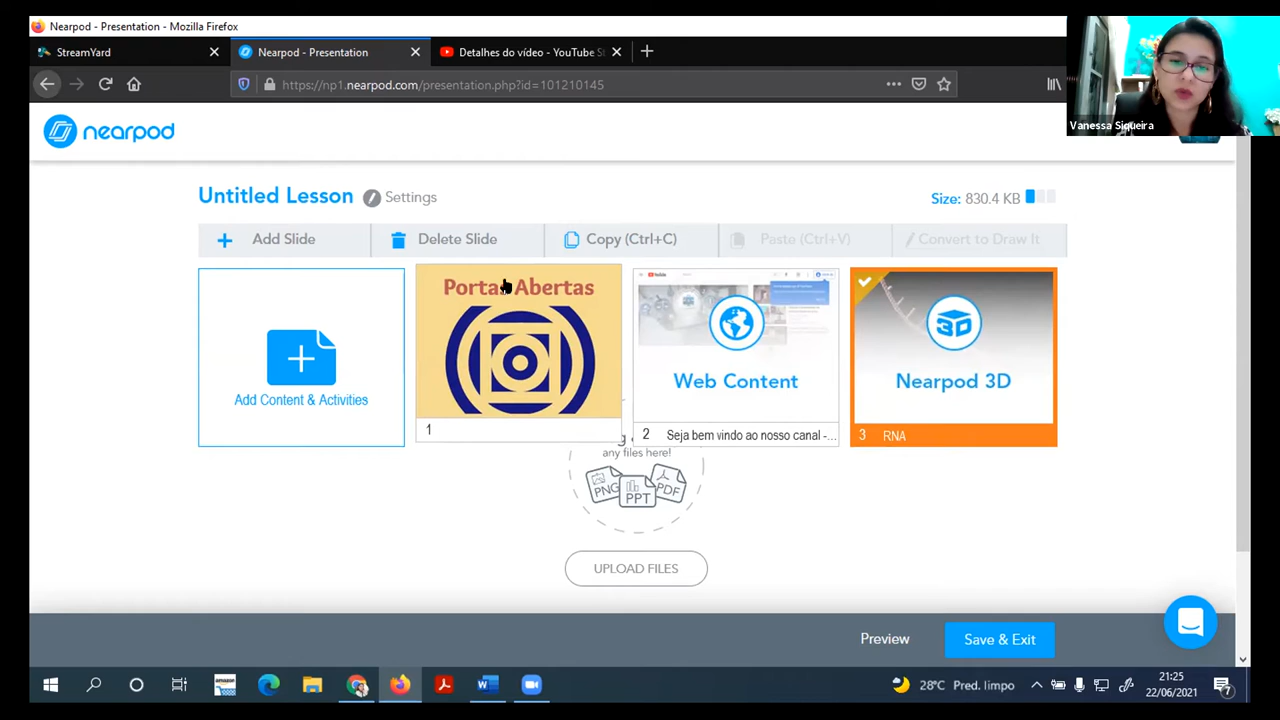 Nearpod - Presentation - Mozilla Firefox
StreamYard
Nearpod - Presentation
Detalhes do vídeo - YouTube S
https://np1.nearpod.com/presentation.php?id=101210145
Vanessa Siqueira
nearpod
Untitled Lesson
Settings
Size: 830.4 KB
Add Slide
Delete Slide
Copy (Ctrl+C)
Paste (Ctrl+V)
Convert to Draw It
Add Content & Activities
Portas Abertas
1
Web Content
2 Seja bem vindo ao nosso canal -...
3D
Nearpod 3D
3 RNA
any files here!
PNG
PPT
PDF
UPLOAD FILES
Preview
Save & Exit
amazon
28°C Pred. limpo
21:25
22/06/2021
7